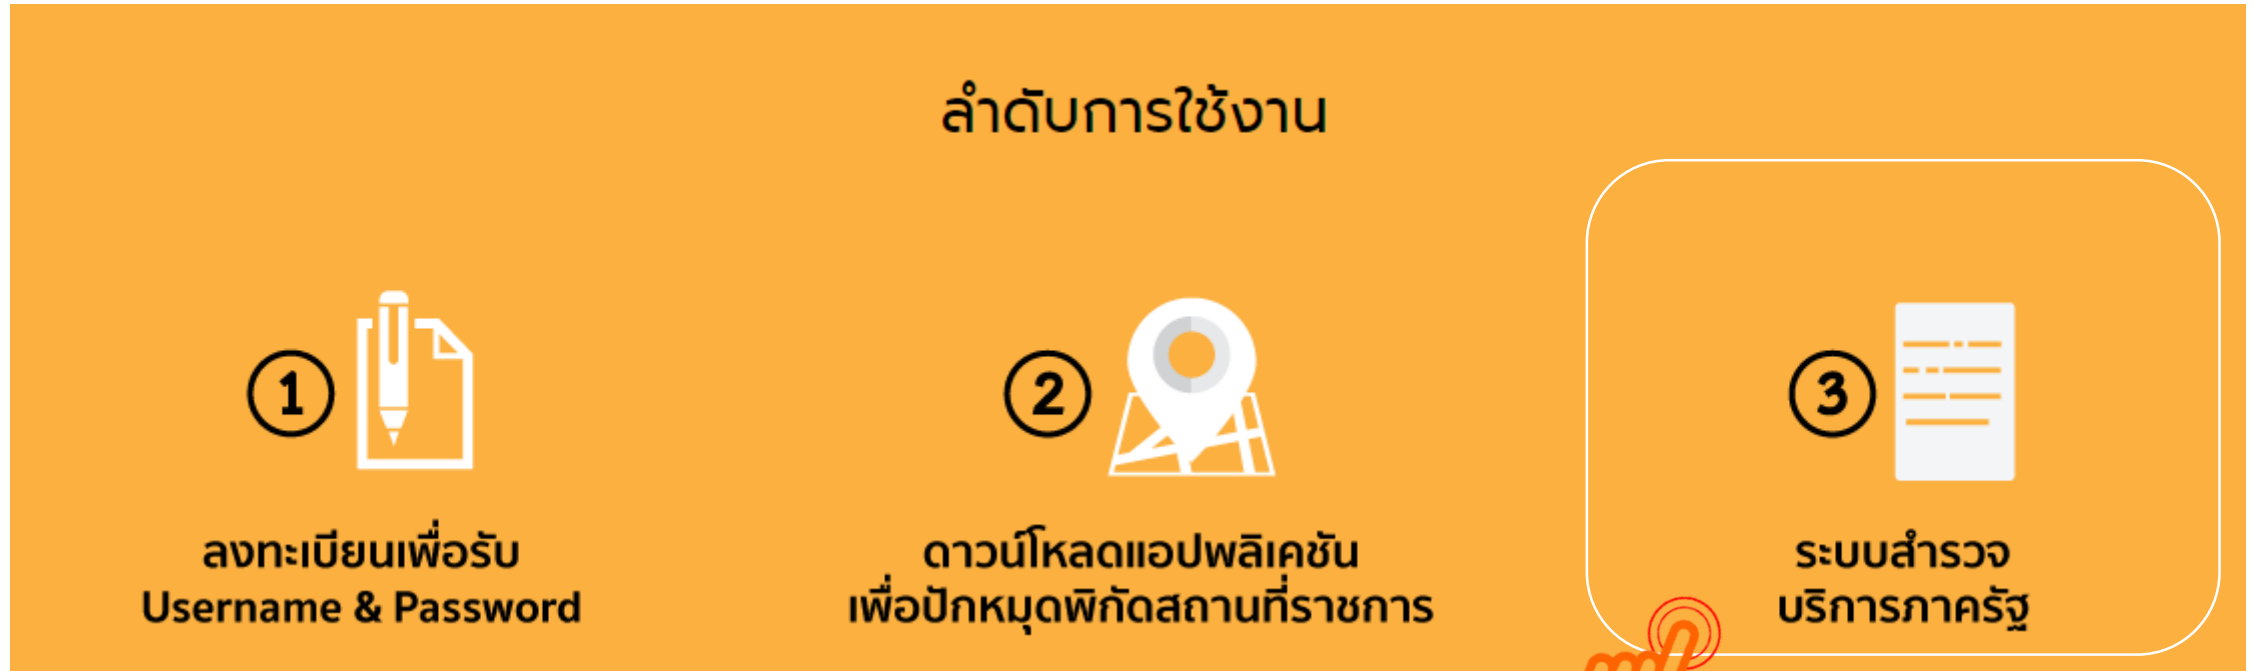 ลำดับการใช้งาน
1
ลงทะเบียนเพื่อรับ
Username & Password
2
ดาวน์โหลดแอปพลิเคชัน
เพื่อปักหมุดพิกัดสถานที่ราชการ
3
ระบบสำรวจ
บริการภาครัฐ